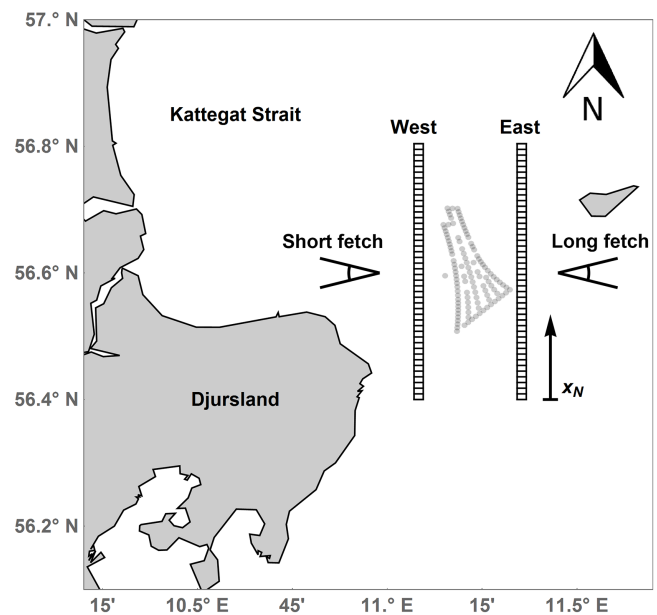 57.° N
Kattegat Strait
N
56.8° N
West East
Short fetch Long fetch
56.6° N
x_N
56.4° N
Djursland
56.2° N
15' 10.5° E 45' 11.° E 15' 11.5° E